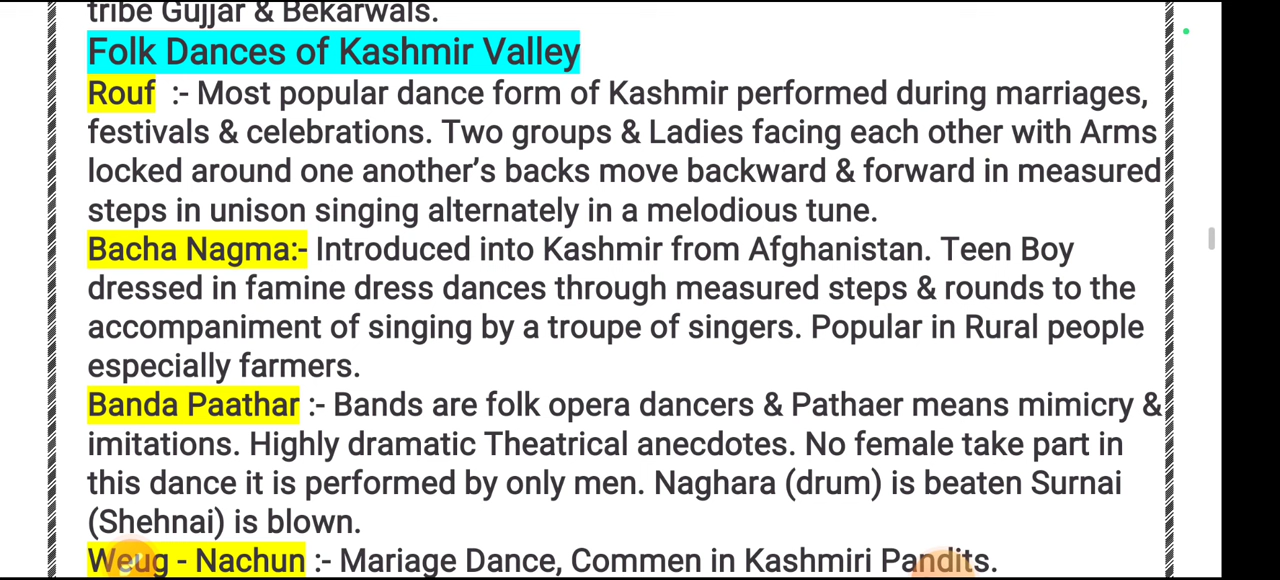 tribe Gujjar & Bekarwals.
Folk Dances of Kashmir Valley
Rouf :- Most popular dance form of Kashmir performed during marriages,
festivals & celebrations. Two groups & Ladies facing each other with Arms
locked around one another’s backs move backward & forward in measured
steps in unison singing alternately in a melodious tune.
Bacha Nagma:- Introduced into Kashmir from Afghanistan. Teen Boy
dressed in famine dress dances through measured steps & rounds to the
accompaniment of singing by a troupe of singers. Popular in Rural people
especially farmers.
Banda Paathar :- Bands are folk opera dancers & Pathaer means mimicry &
imitations. Highly dramatic Theatrical anecdotes. No female take part in
this dance it is performed by only men. Naghara (drum) is beaten Surnai
(Shehnai) is blown.
Weug - Nachun :- Mariage Dance, Commen in Kashmiri Pandits.